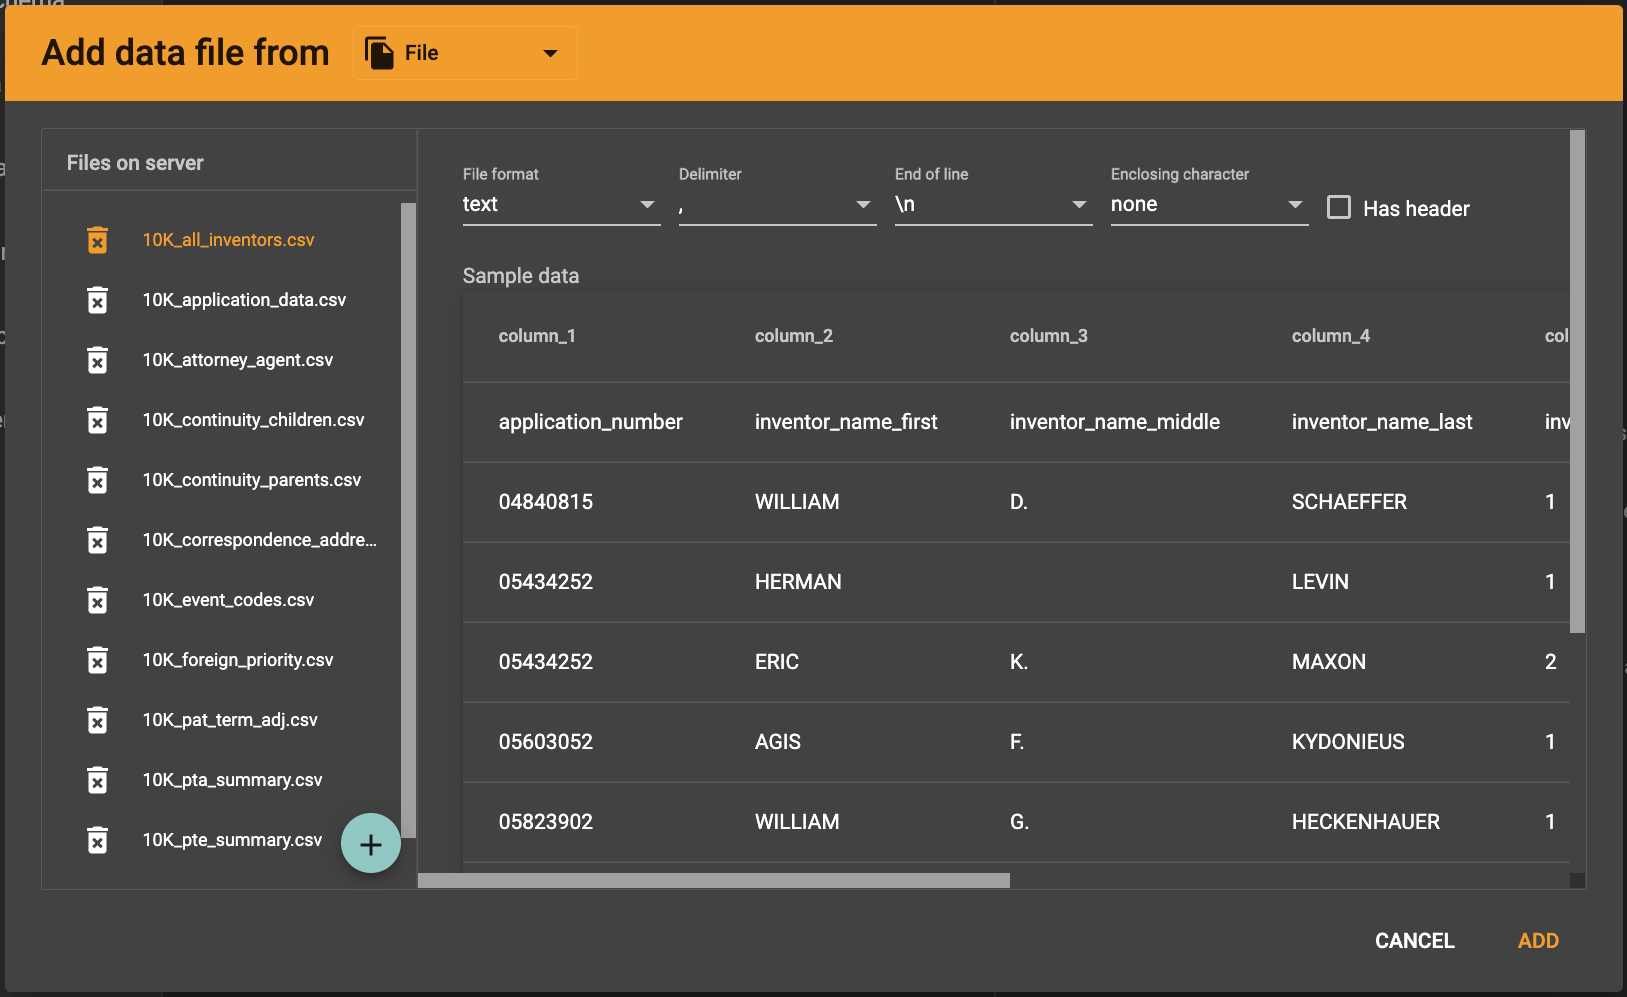 Add data file from
File
Files on server
10K_all_inventors.csv
10K_application_data.csv
10K_attorney_agent.csv
10K_continuity_children.csv
10K_continuity_parents.csv
10K_correspondence_addre...
10K_event_codes.csv
10K_foreign_priority.csv
10K_pat_term_adj.csv
10K_pta_summary.csv
10K_pte_summary.csv
+
File format Delimiter End of line Enclosing character
text , \n none Has header
Sample data
column_1 column_2 column_3 column_4 col
application_number inventor_name_first inventor_name_middle inventor_name_last inv
04840815 WILLIAM D. SCHAEFFER 1
05434252 HERMAN LEVIN 1
05434252 ERIC K. MAXON 2
05603052 AGIS F. KYDONIEUS 1
05823902 WILLIAM G. HECKENHAUER 1
CANCEL ADD